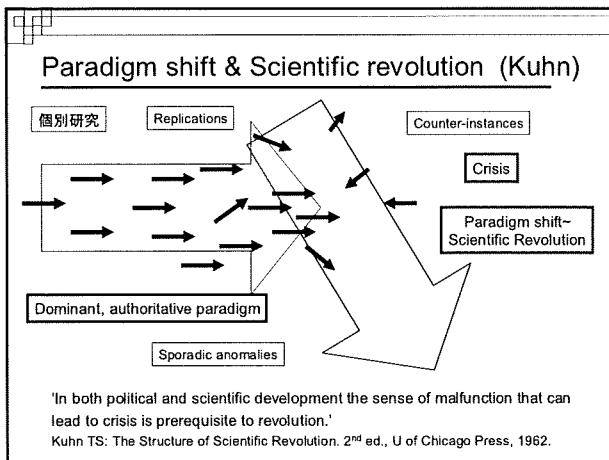 Paradigm shift & Scientific revolution (Kuhn)
個別研究
Replications
Counter-instances
Crisis
Paradigm shift~
Scientific Revolution
Dominant, authoritative paradigm
Sporadic anomalies
'In both political and scientific development the sense of malfunction that can
lead to crisis is prerequisite to revolution.'
Kuhn TS: The Structure of Scientific Revolution. 2nd ed., U of Chicago Press, 1962.